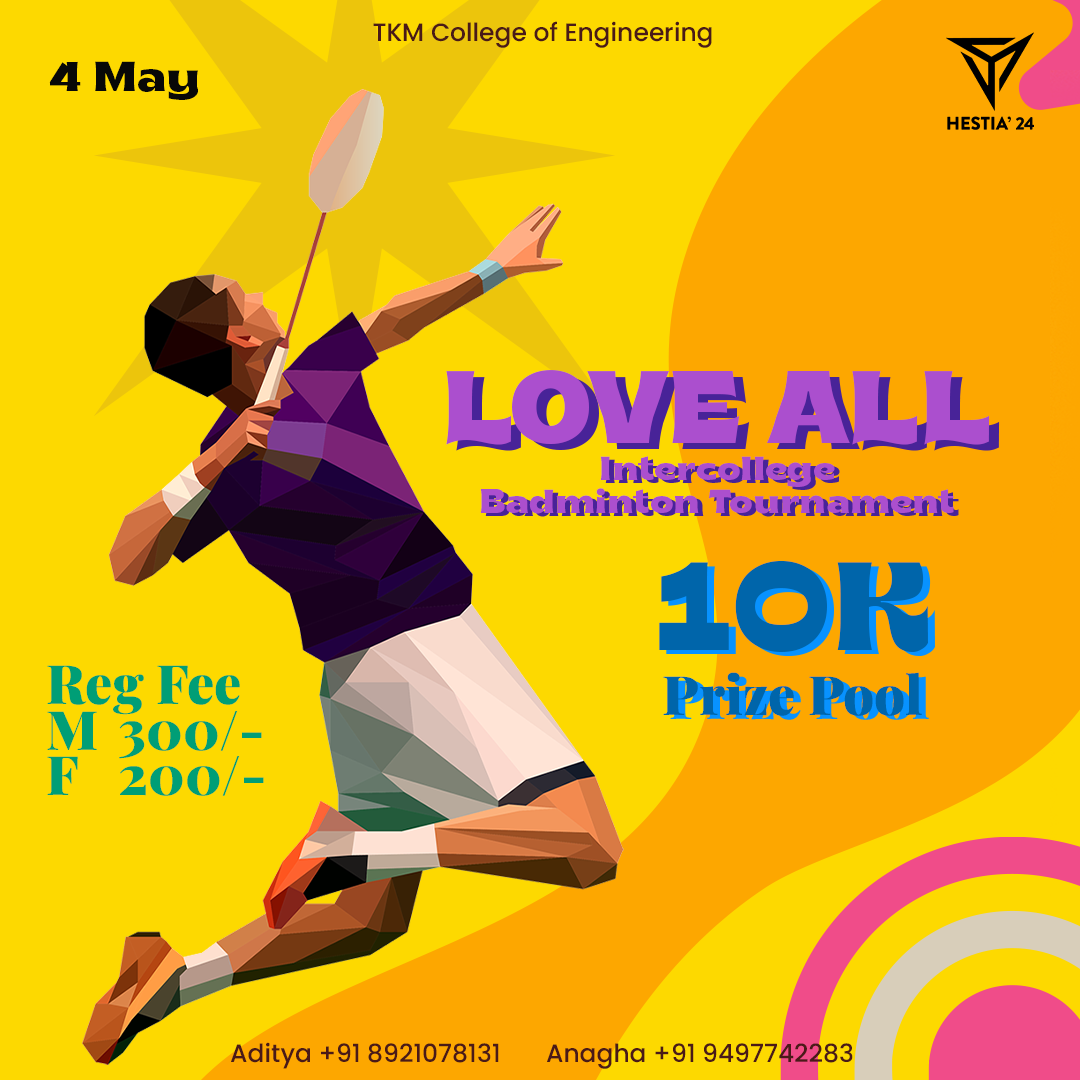 TKM College of Engineering
4 May
HESTIA' 24
LOVE ALL
Intercollege
Badminton Tournament
10K
Prize Pool
Reg Fee
M 300/-
F 200/-
Aditya +91 8921078131 Anagha +91 9497742283